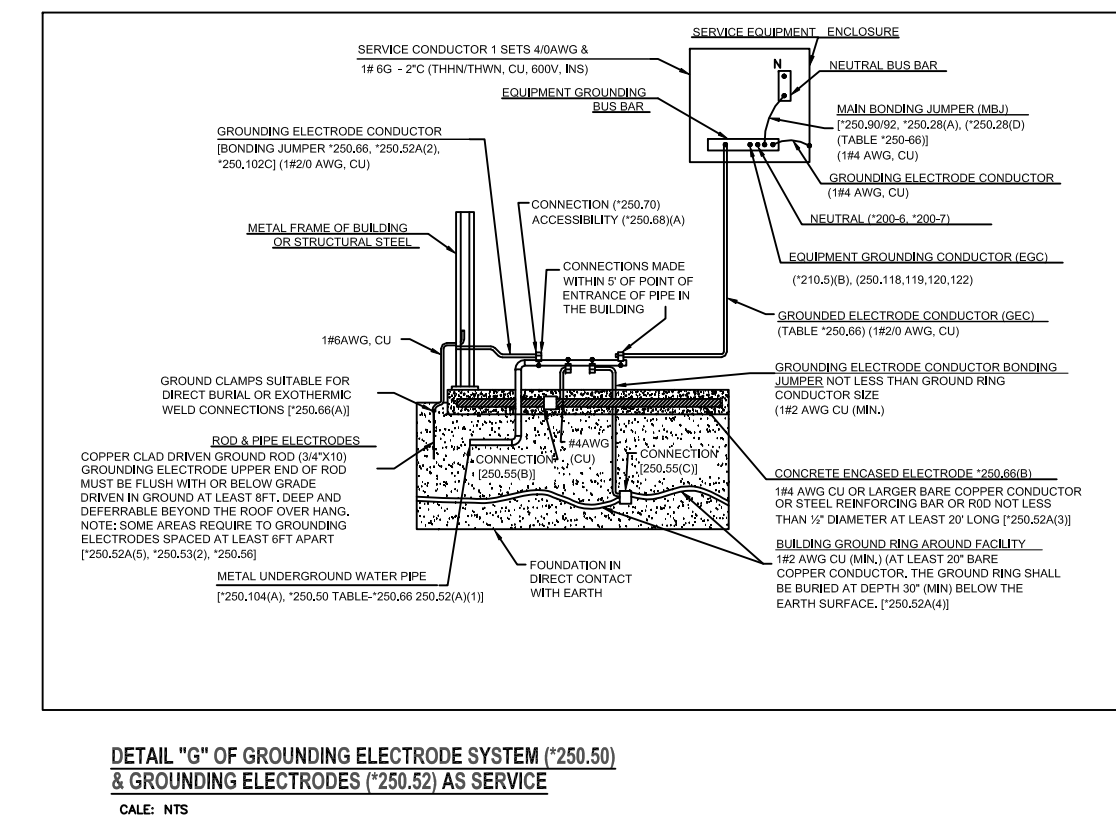 SERVICE EQUIPMENT ENCLOSURE
SERVICE CONDUCTOR 1 SETS 4/0AWG &
1# 6G - 2"C (THHN/THWN, CU, 600V, INS)
N
NEUTRAL BUS BAR
EQUIPMENT GROUNDING
BUS BAR
MAIN BONDING JUMPER (MBJ)
[*250.90/92, *250.28(A), (*250.28(D)
(TABLE *250-66)]
(1#4 AWG, CU)
GROUNDING ELECTRODE CONDUCTOR
[BONDING JUMPER *250.66, *250.52A(2),
*250.102C] (1#2/0 AWG, CU)
GROUNDING ELECTRODE CONDUCTOR
(1#4 AWG, CU)
CONNECTION (*250.70)
ACCESSIBILITY (*250.68)(A)
NEUTRAL (*200-6, *200-7)
METAL FRAME OF BUILDING
OR STRUCTURAL STEEL
EQUIPMENT GROUNDING CONDUCTOR (EGC)
(*210.5)(B), (250.118,119,120,122)
CONNECTIONS MADE
WITHIN 5' OF POINT OF
ENTRANCE OF PIPE IN
THE BUILDING
GROUNDED ELECTRODE CONDUCTOR (GEC)
(TABLE *250.66) (1#2/0 AWG, CU)
1#6AWG, CU
GROUNDING ELECTRODE CONDUCTOR BONDING
JUMPER NOT LESS THAN GROUND RING
CONDUCTOR SIZE
(1#2 AWG CU (MIN.)
GROUND CLAMPS SUITABLE FOR
DIRECT BURIAL OR EXOTHERMIC
WELD CONNECTIONS [*250.66(A)]
ROD & PIPE ELECTRODES
COPPER CLAD DRIVEN GROUND ROD (3/4"X10)
GROUNDING ELECTRODE UPPER END OF ROD
MUST BE FLUSH WITH OR BELOW GRADE
DRIVEN IN GROUND AT LEAST 8FT. DEEP AND
DEFERRABLE BEYOND THE ROOF OVER HANG.
NOTE: SOME AREAS REQUIRE TO GROUNDING
ELECTRODES SPACED AT LEAST 6FT APART
[*250.52A(5), *250.53(2), *250.56]
#4AWG
(CU)
CONNECTION
[250.55(B)]
CONNECTION
[250.55(C)]
CONCRETE ENCASED ELECTRODE *250.66(B)
1#4 AWG CU OR LARGER BARE COPPER CONDUCTOR
OR STEEL REINFORCING BAR OR R0D NOT LESS
THAN ½" DIAMETER AT LEAST 20' LONG [*250.52A(3)]
BUILDING GROUND RING AROUND FACILITY
1#2 AWG CU (MIN.) (AT LEAST 20" BARE
COPPER CONDUCTOR. THE GROUND RING SHALL
BE BURIED AT DEPTH 30" (MIN) BELOW THE
EARTH SURFACE. [*250.52A(4)]
METAL UNDERGROUND WATER PIPE
[*250.104(A), *250.50 TABLE-*250.66 250.52(A)(1)]
FOUNDATION IN
DIRECT CONTACT
WITH EARTH
DETAIL "G" OF GROUNDING ELECTRODE SYSTEM (*250.50)
& GROUNDING ELECTRODES (*250.52) AS SERVICE
CALE: NTS